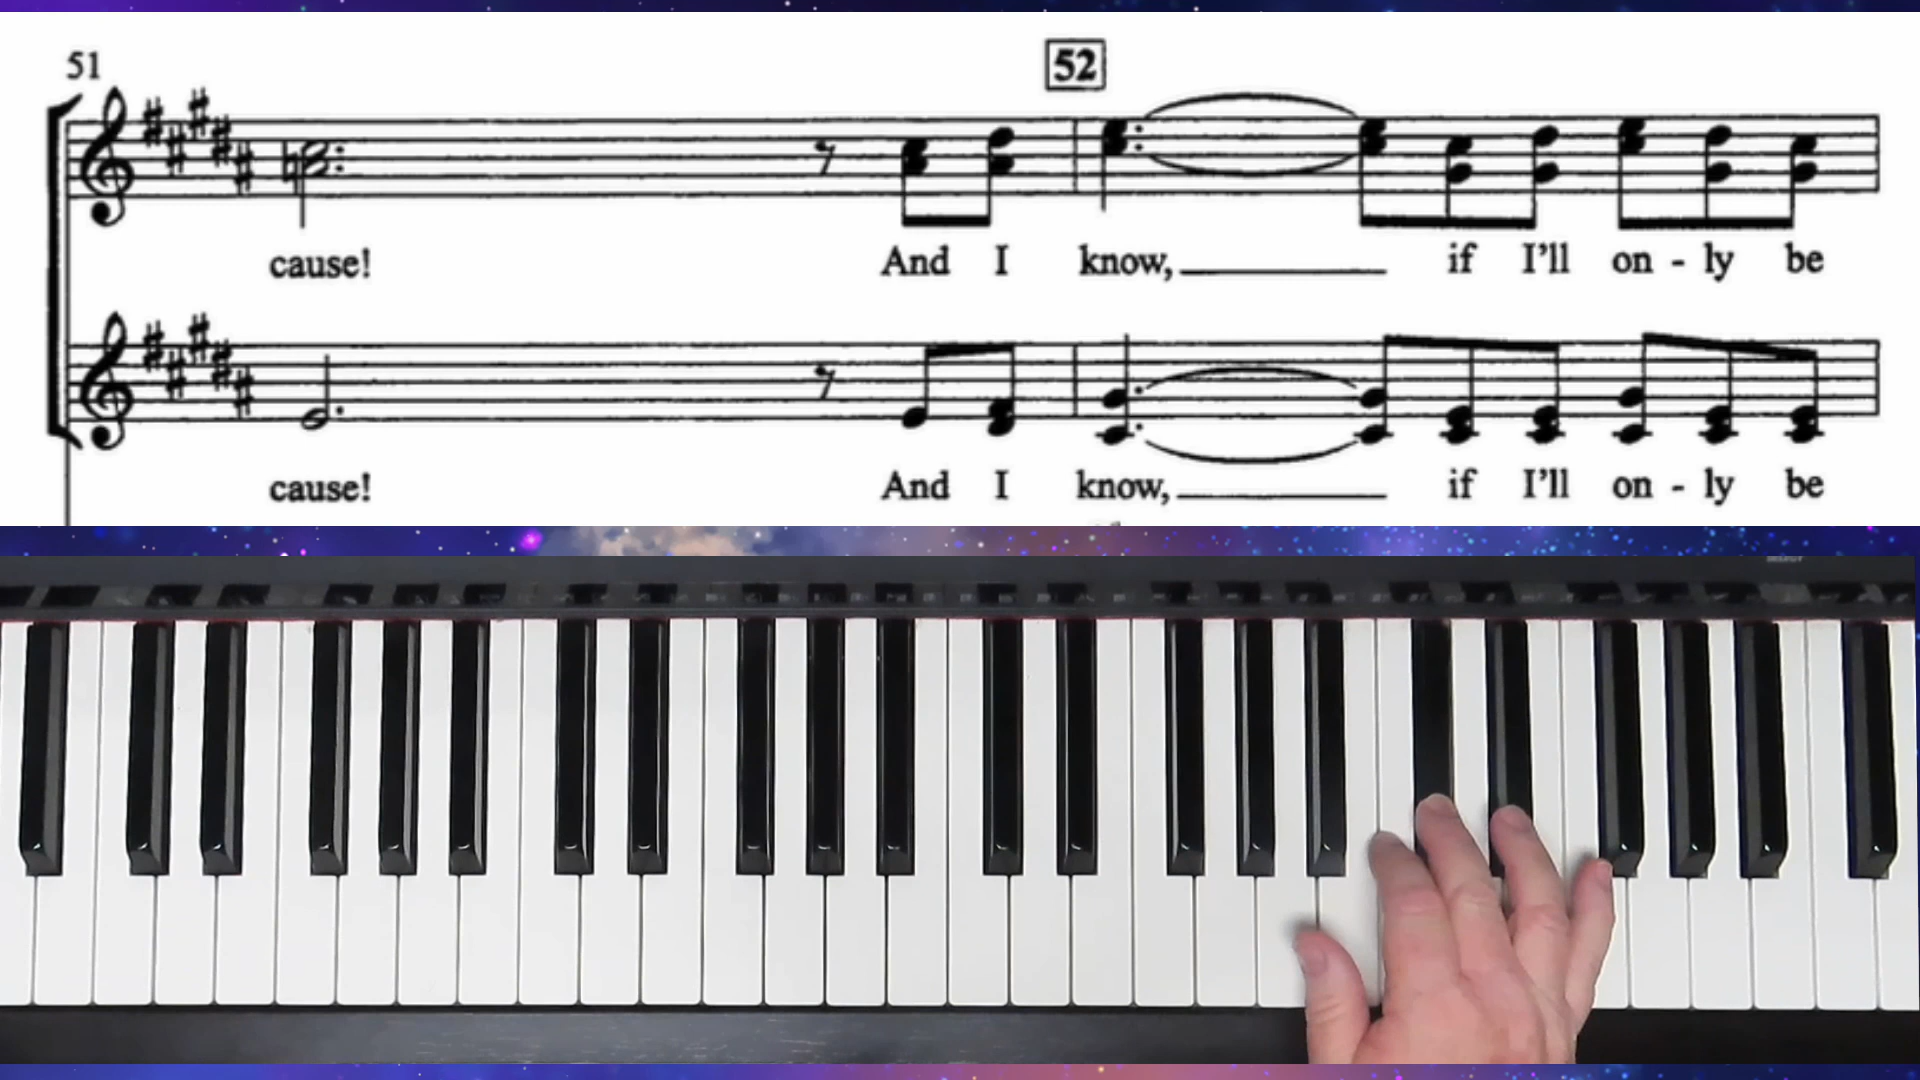 51
52
cause! And I know, if I'll on - ly be
cause! And I know, if I'll on - ly be